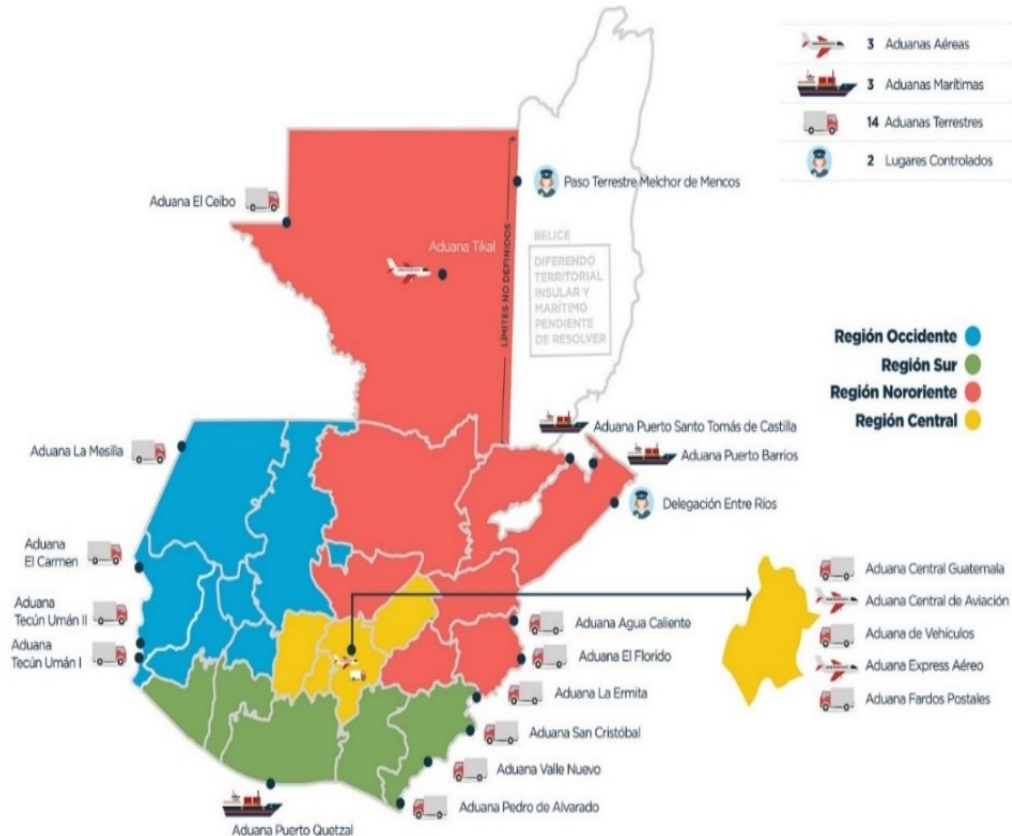 3 Aduanas Aéreas
3 Aduanas Marítimas
14 Aduanas Terrestres
2 Lugares Controlados
Aduana El Ceibo
Paso Terrestre Melchor de Mencos
Aduana Tikal
LÍMITES NO DEFINIDOS
BELICE
DIFERENDO
TERRITORIAL
INSULAR Y
MARÍTIMO
PENDIENTE
DE RESOLVER
Región Occidente
Región Sur
Región Nororiente
Región Central
Aduana La Mesilla
Aduana Puerto Santo Tomás de Castilla
Aduana Puerto Barrios
Delegación Entre Ríos
Aduana
El Carmen
Aduana
Tecún Umán II
Aduana
Tecún Umán I
Aduana Agua Caliente
Aduana El Florido
Aduana La Ermita
Aduana San Cristóbal
Aduana Valle Nuevo
Aduana Pedro de Alvarado
Aduana Puerto Quetzal
Aduana Central Guatemala
Aduana Central de Aviación
Aduana de Vehículos
Aduana Express Aéreo
Aduana Fardos Postales